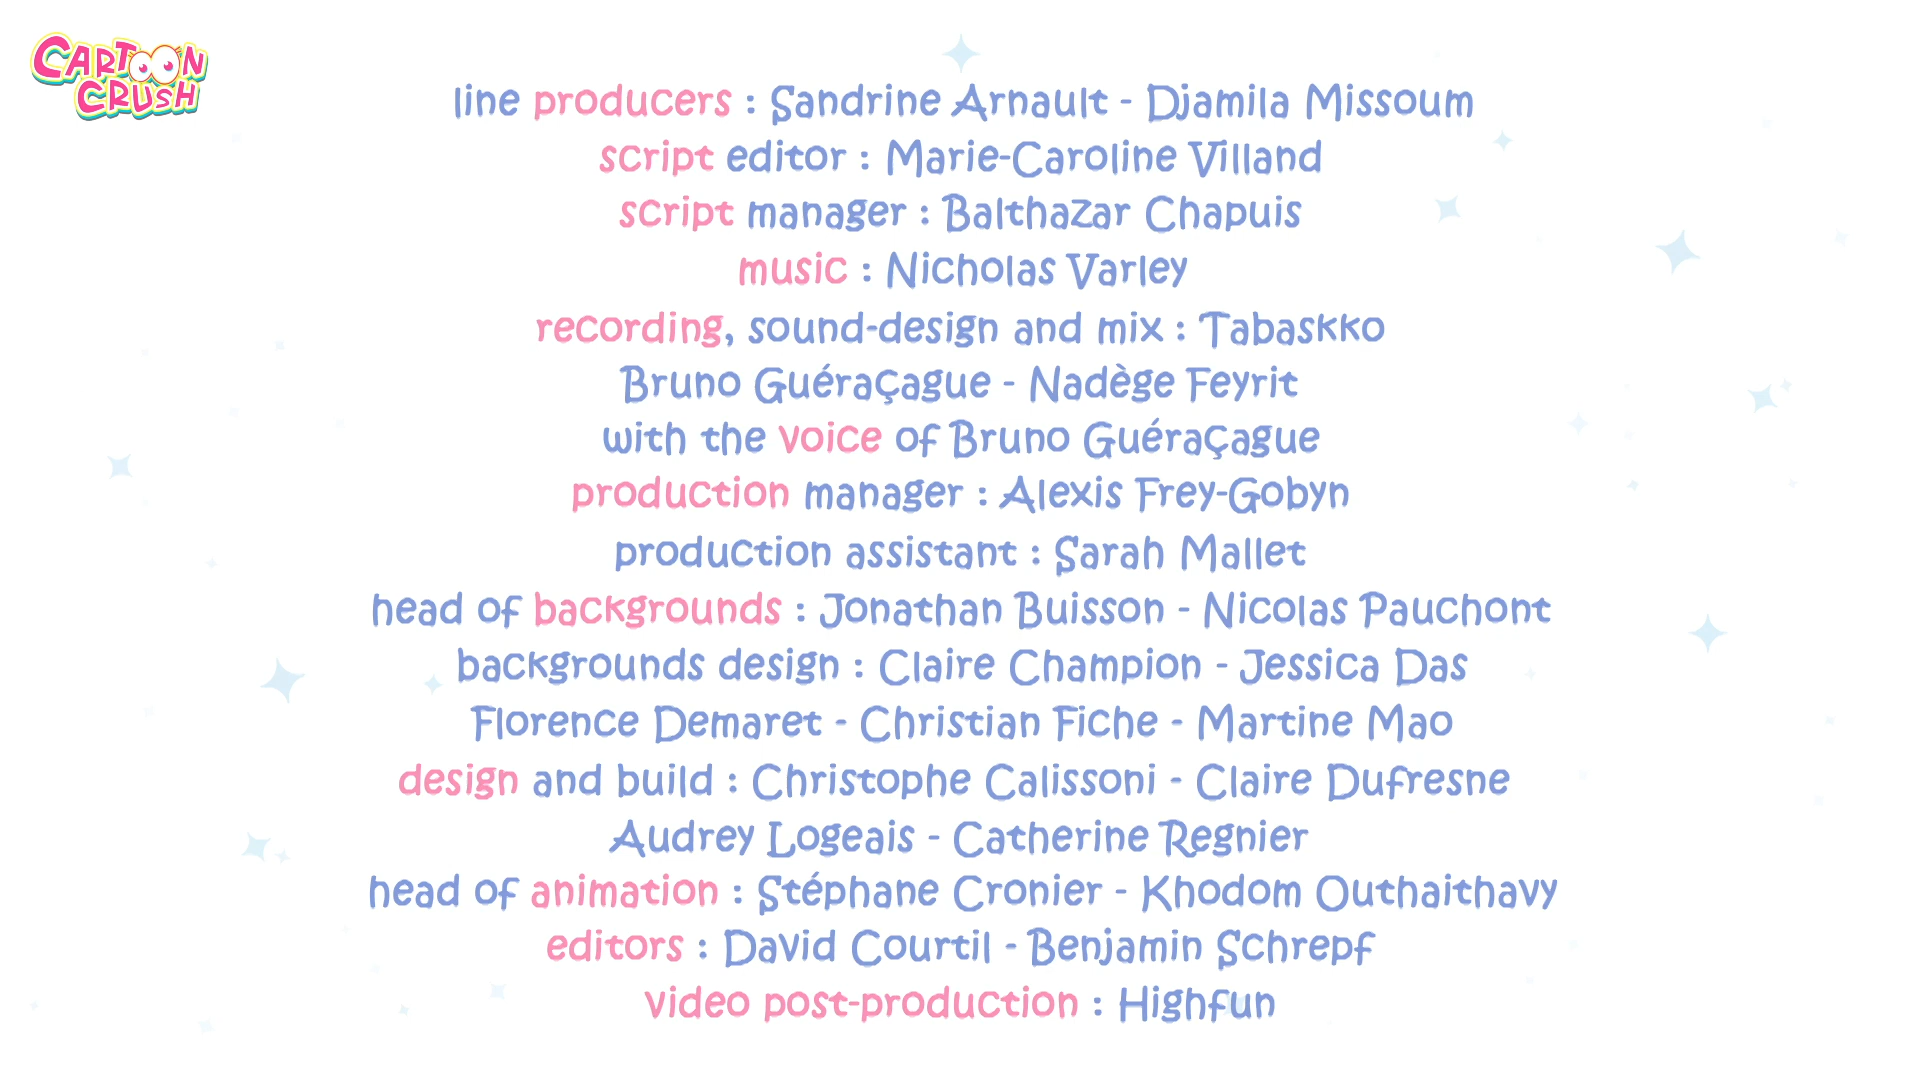 CARTOON
CRUSH
line producers : Sandrine Arnault - Djamila Missoum
script editor : Marie-Caroline Villand
script manager : Balthazar Chapuis
music : Nicholas Varley
recording, sound-design and mix : Tabaskko
Bruno Guéraçague - Nadège Feyrit
with the voice of Bruno Guéraçague
production manager : Alexis Frey-Gobyn
production assistant : Sarah Mallet
head of backgrounds : Jonathan Buisson - Nicolas Pauchont
backgrounds design : Claire Champion - Jessica Das
Florence Demaret - Christian Fiche - Martine Mao
design and build : Christophe Calissoni - Claire Dufresne
Audrey Logeais - Catherine Regnier
head of animation : Stéphane Cronier - Khodom Outhaithavy
editors : David Courtil - Benjamin Schrepf
video post-production : Highfun